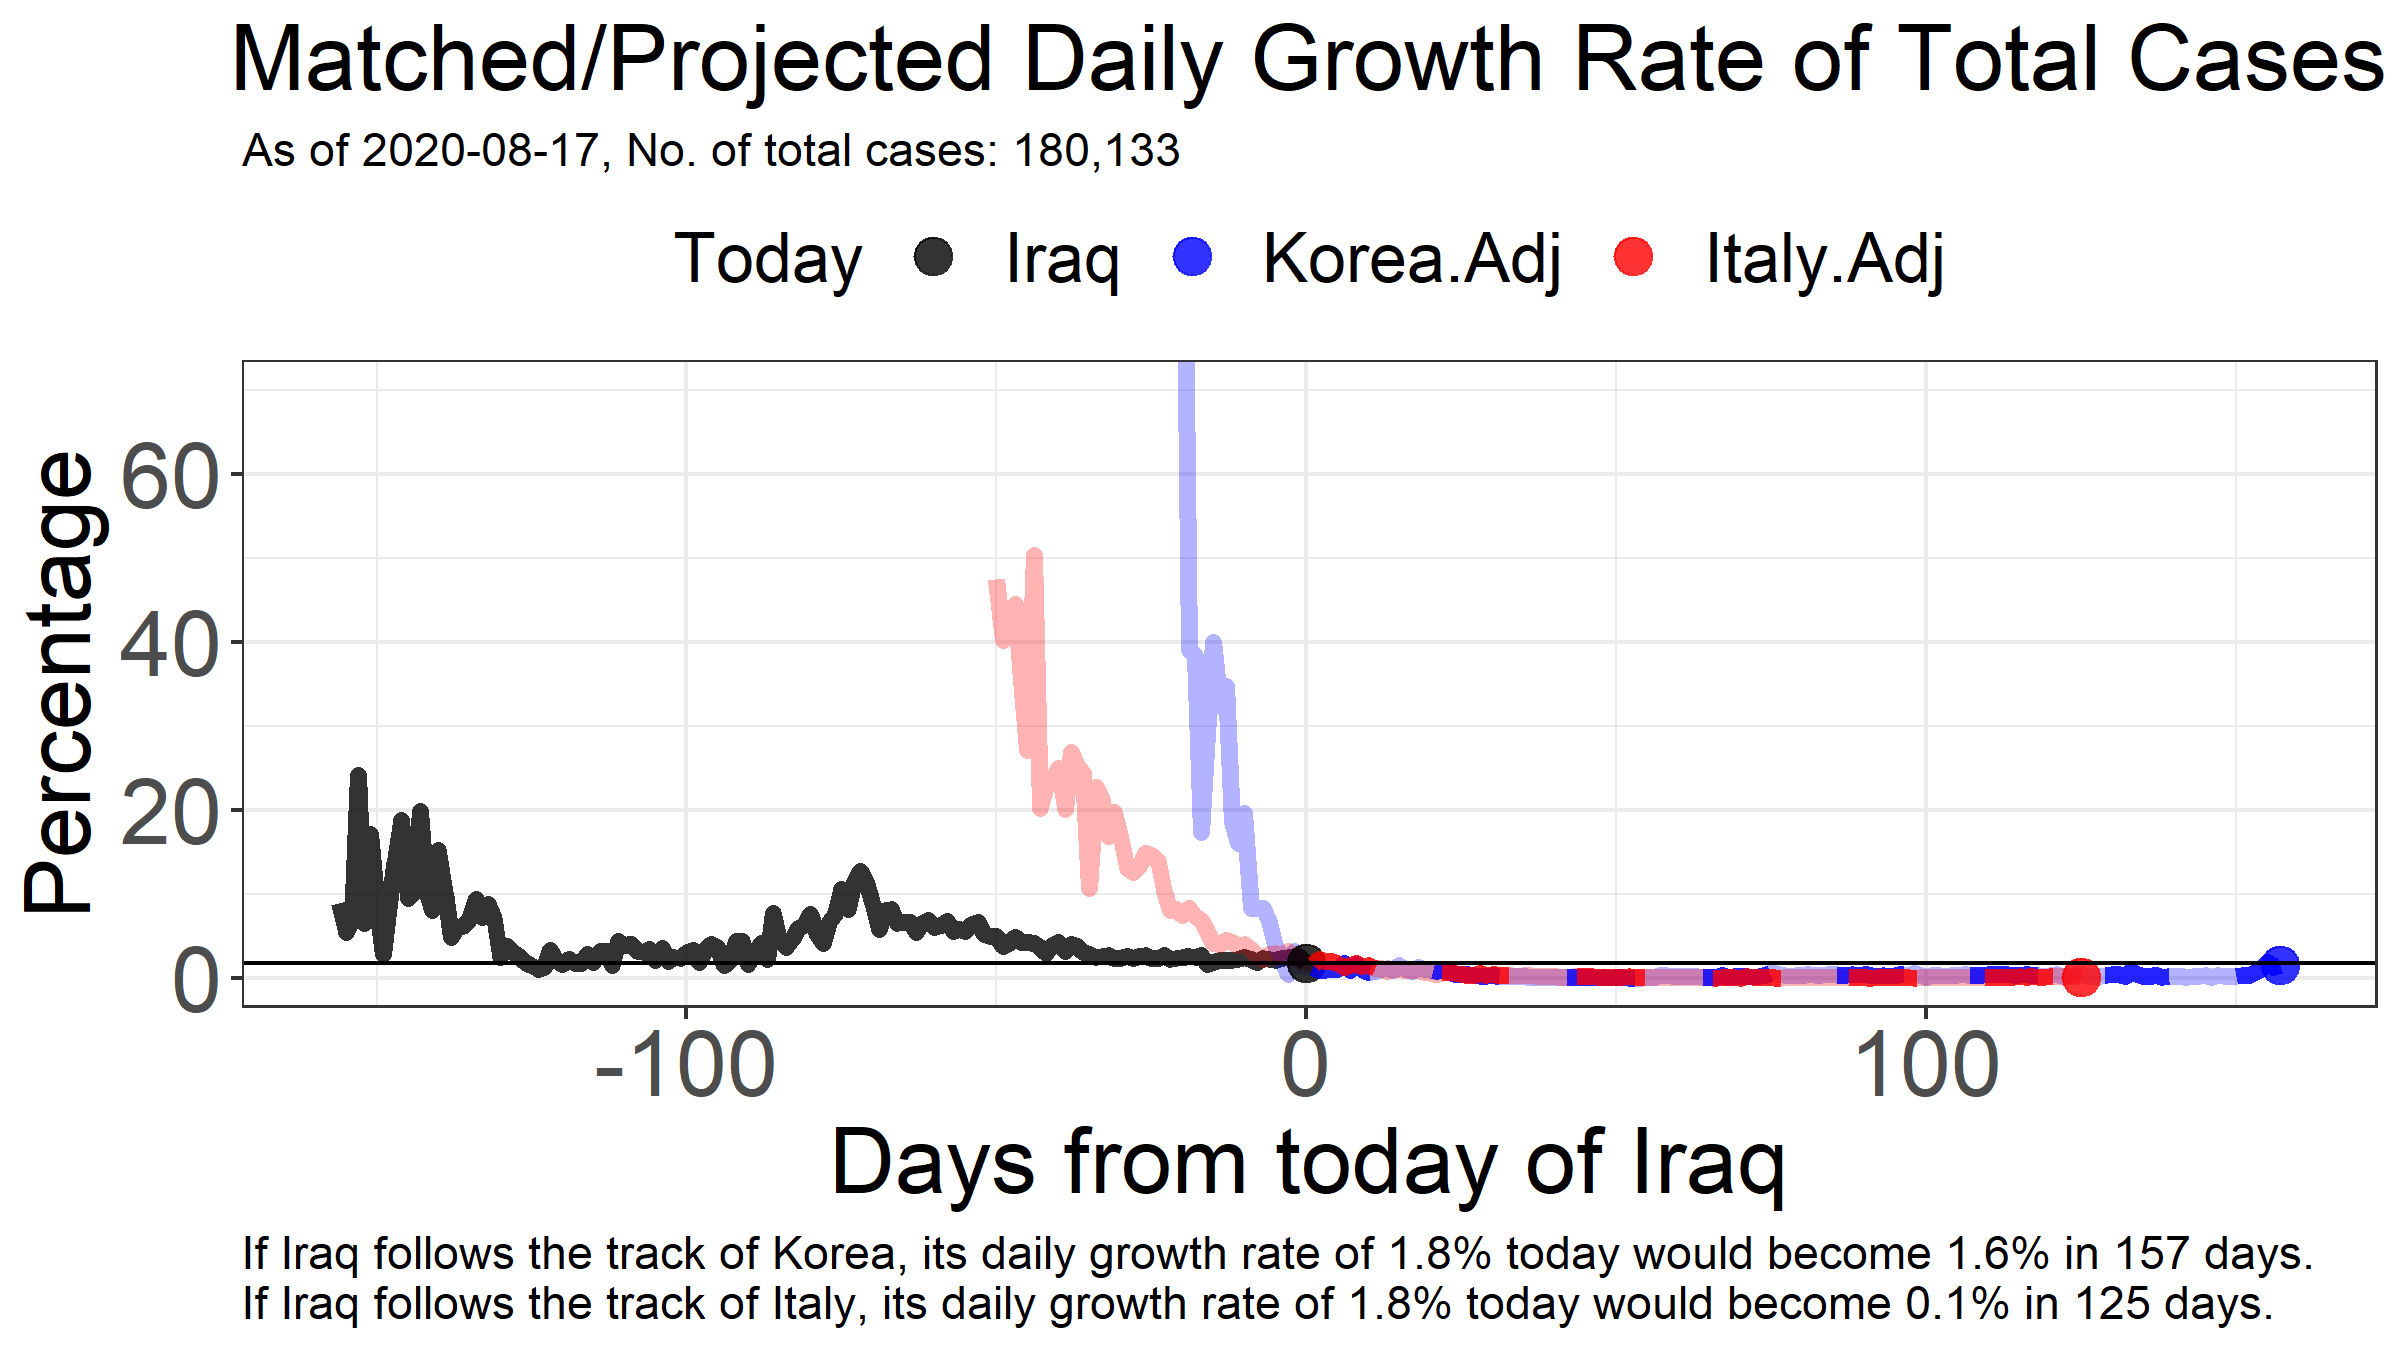 Matched/Projected Daily Growth Rate of Total Cases
As of 2020-08-17, No. of total cases: 180,133
Today Iraq Korea.Adj Italy.Adj
Percentage
60
40
20
0
-100 0 100
Days from today of Iraq
If Iraq follows the track of Korea, its daily growth rate of 1.8% today would become 1.6% in 157 days.
If Iraq follows the track of Italy, its daily growth rate of 1.8% today would become 0.1% in 125 days.